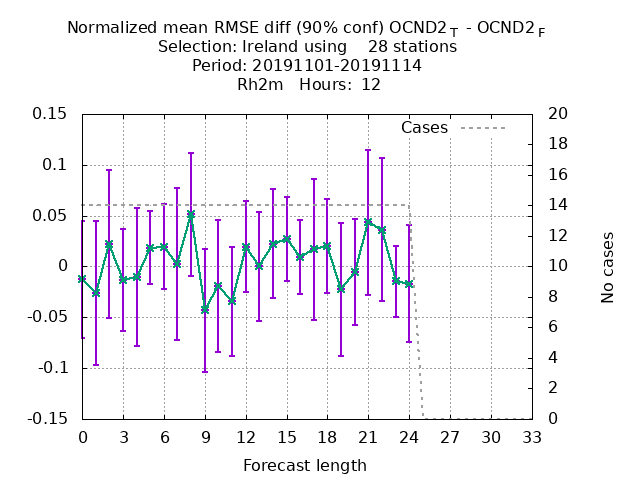 Normalized mean RMSE diff (90% conf) OCND2 T - OCND2 F
Selection: Ireland using 28 stations
Period: 20191101-20191114
Rh2m Hours: 12
Cases
0.15
0.1
0.05
0
-0.05
-0.1
-0.15
20
18
16
14
12
10
8
6
4
2
0
No cases
0 3 6 9 12 15 18 21 24 27 30 33
Forecast length